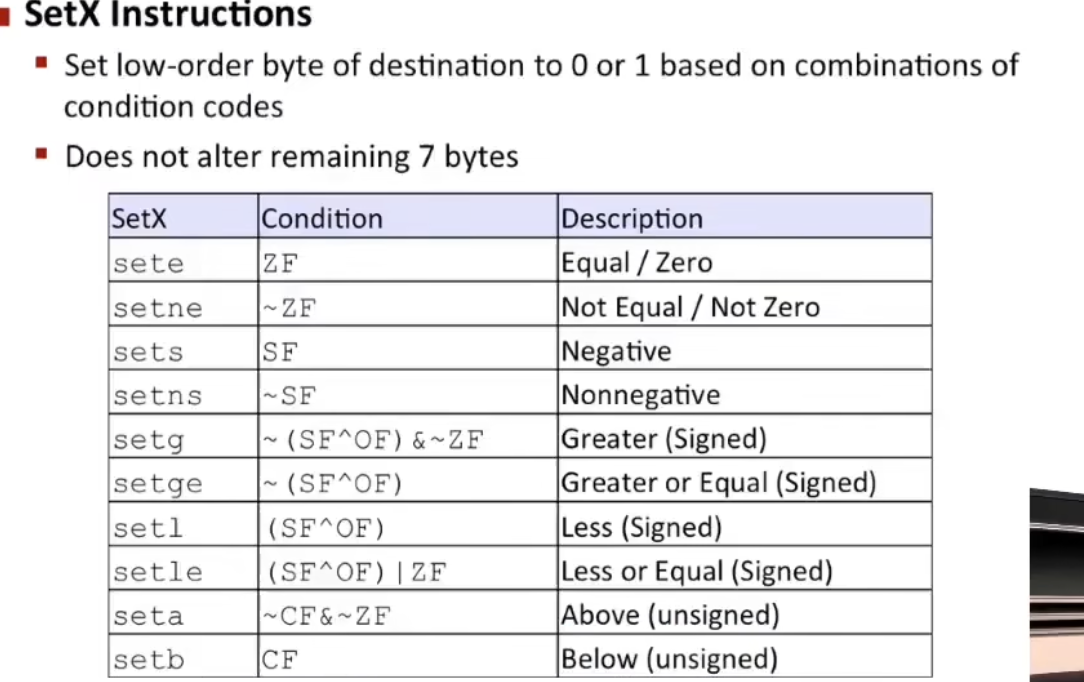 SetX Instructions
Set low-order byte of destination to 0 or 1 based on combinations of
condition codes
Does not alter remaining 7 bytes
SetX Condition Description
sete ZF Equal / Zero
setne ~ZF Not Equal / Not Zero
sets SF Negative
setns ~SF Nonnegative
setg ~(SF^OF)&~ZF Greater (Signed)
setge ~(SF^OF) Greater or Equal (Signed)
setl (SF^OF) Less (Signed)
setle (SF^OF)|ZF Less or Equal (Signed)
seta ~CF&~ZF Above (unsigned)
setb CF Below (unsigned)